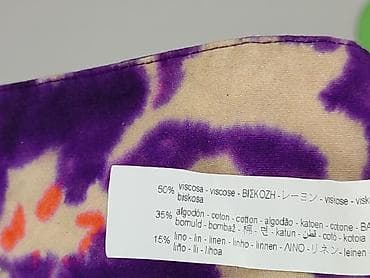 50% viscosa - viscose - ΒΙΣΚΟΖΗ - レーヨン - viscose - visk
biskosa
35% algodón - coton - cotton - algodão - katoen - cotone - BA
bomuld - bombaž - 棉 - 면 - katun - قطن - cotó - kotoia
15% lino - lin - linen - linho - linnen - ΛΙΝΟ - リネン - leinen
liño - lli - lihoa